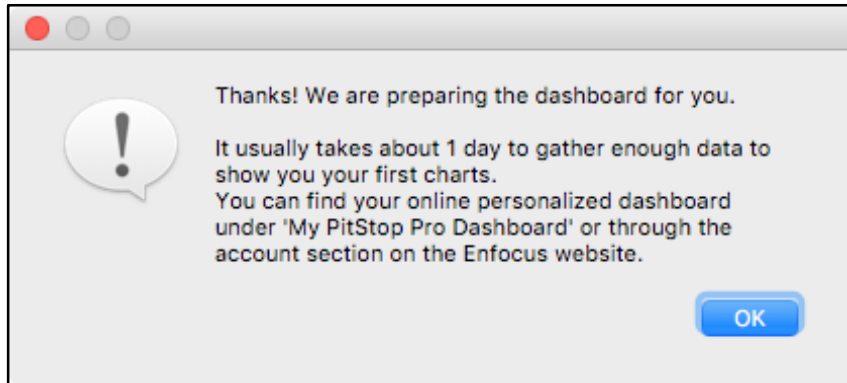 Thanks! We are preparing the dashboard for you.
It usually takes about 1 day to gather enough data to
show you your first charts.
You can find your online personalized dashboard
under 'My PitStop Pro Dashboard' or through the
account section on the Enfocus website.
OK